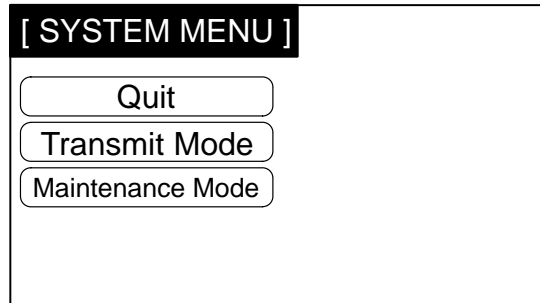 [ SYSTEM MENU ]
Quit
Transmit Mode
Maintenance Mode